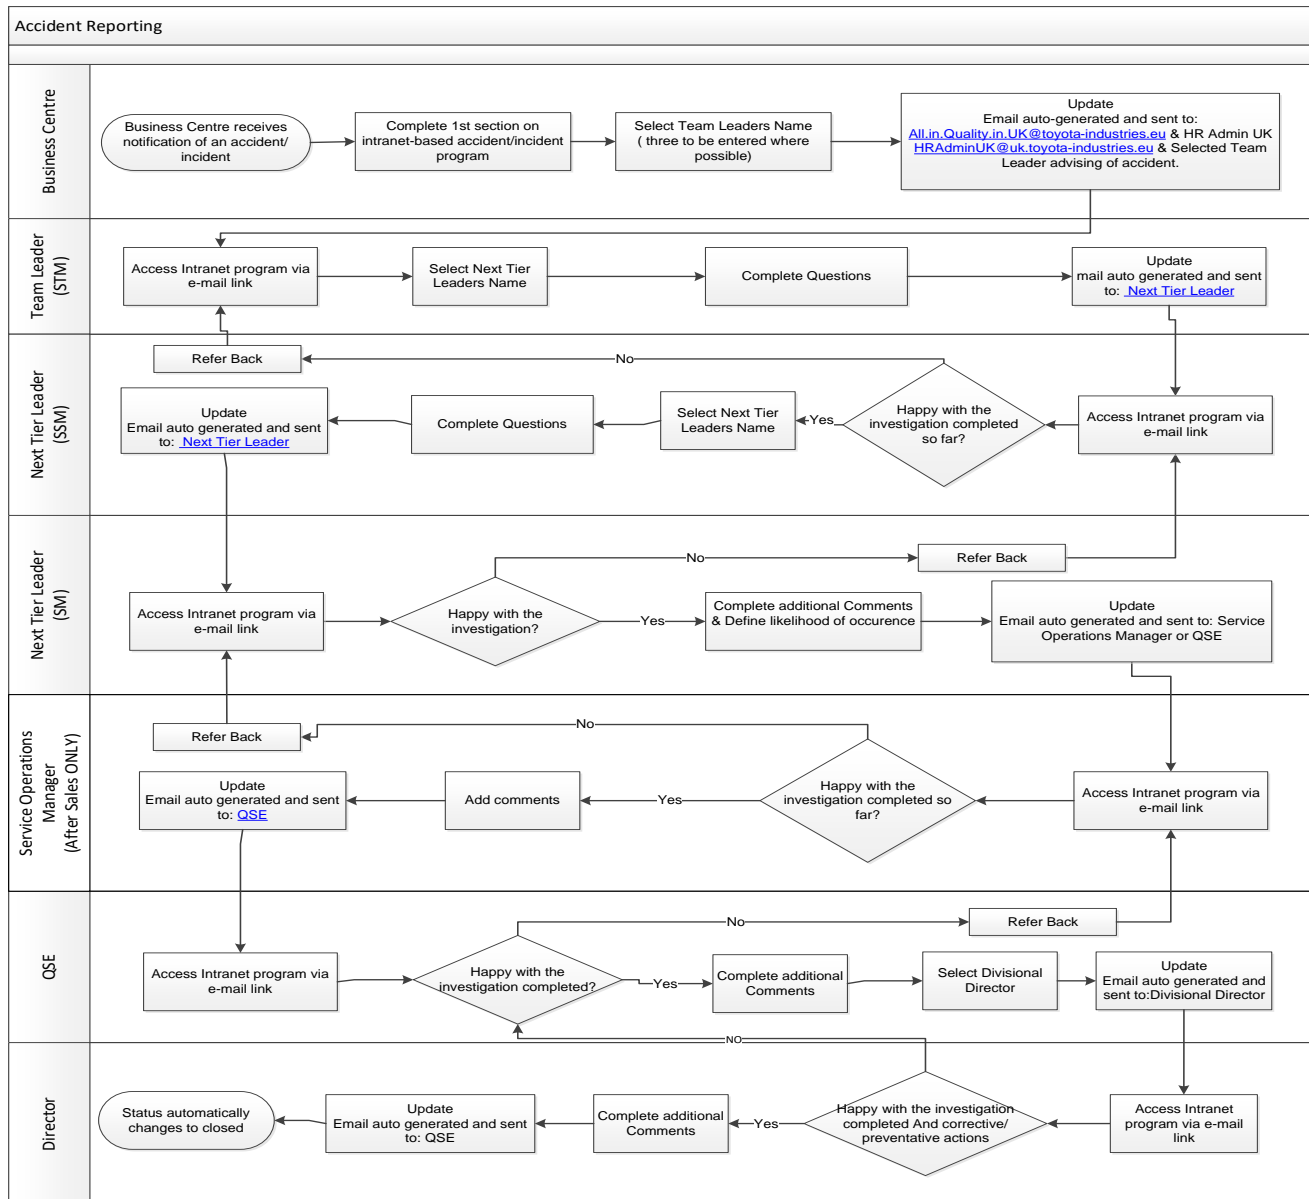 Accident Reporting
Business Centre
Business Centre receives
notification of an accident/
incident
Complete 1st section on
intranet-based accident/incident
program
Select Team Leaders Name
( three to be entered where
possible)
Update
Email auto-generated and sent to:
All.in.Quality.in.UK@toyota-industries.eu & HR Admin UK
HRAdminUK@uk.toyota-industries.eu & Selected Team
Leader advising of accident.
Team Leader
(STM)
Access Intranet program via
e-mail link
Select Next Tier
Leaders Name
Complete Questions
Update
mail auto generated and sent
to:  Next Tier Leader
Next Tier Leader
(SSM)
Refer Back
No
Update
Email auto generated and sent
to:  Next Tier Leader
Complete Questions
Select Next Tier
Leaders Name
Yes
Happy with the
investigation completed
so far?
Access Intranet program via
e-mail link
Next Tier Leader
(SM)
No
Refer Back
Access Intranet program via
e-mail link
Happy with the
investigation?
Yes
Complete additional Comments
& Define likelihood of occurence
Update
Email auto generated and sent to: Service
Operations Manager or QSE
Service Operations
Manager
(After Sales ONLY)
Refer Back
No
Update
Email auto generated and sent
to: QSE
Add comments
Yes
Happy with the
investigation completed so
far?
Access Intranet program via
e-mail link
QSE
No
Refer Back
Access Intranet program via
e-mail link
Happy with the
investigation completed?
Yes
Complete additional
Comments
Select Divisional
Director
Update
Email auto generated and
sent to:Divisional Director
NO
Director
Status automatically
changes to closed
Update
Email auto generated and sent
to: QSE
Complete additional
Comments
Yes
Happy with the investigation
completed And corrective/
preventative actions
Access Intranet
program via e-mail
link